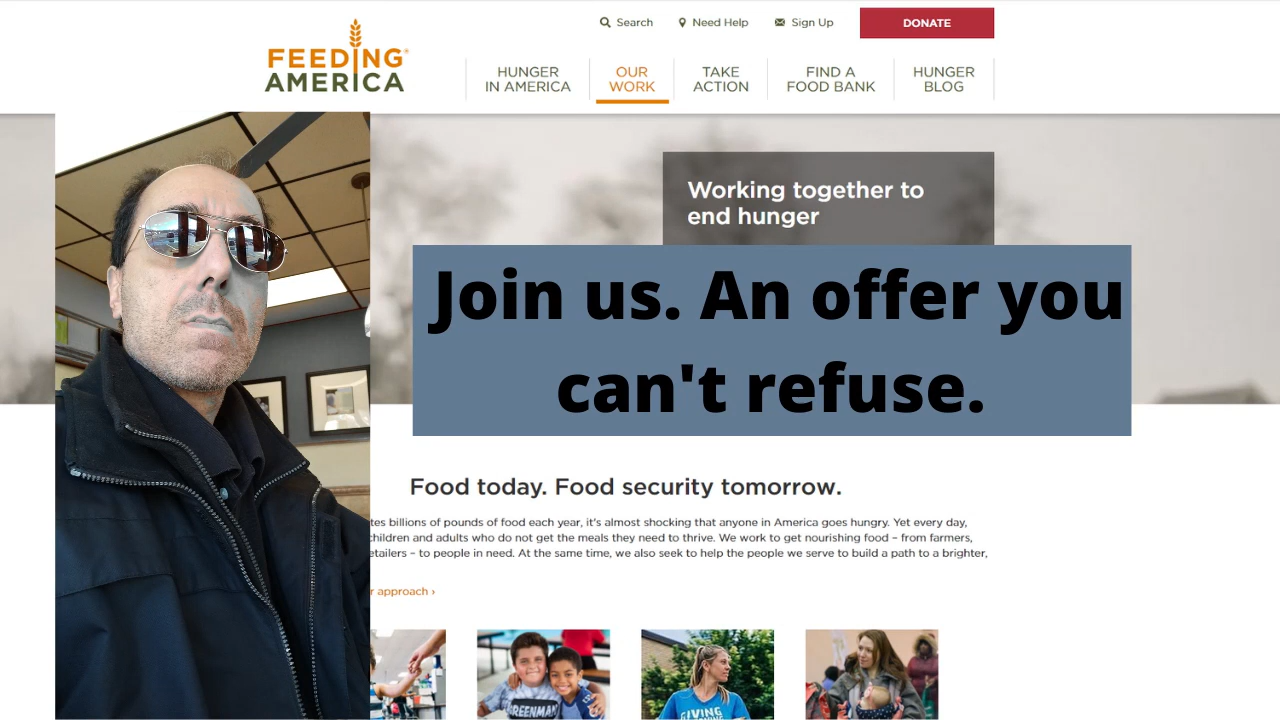 Search Need Help Sign Up DONATE
FEEDING®
AMERICA
HUNGER
IN AMERICA
OUR
WORK
TAKE
ACTION
FIND A
FOOD BANK
HUNGER
BLOG
Working together to
end hunger
Join us. An offer you
can't refuse.
Food today. Food security tomorrow.
billions of pounds of food each year, it's almost shocking that anyone in America goes hungry. Yet every day,
children and adults who do not get the meals they need to thrive. We work to get nourishing food – from farmers,
– to people in need. At the same time, we also seek to help the people we serve to build a path to a brighter,
approach ›
GREENMAN
GIVING